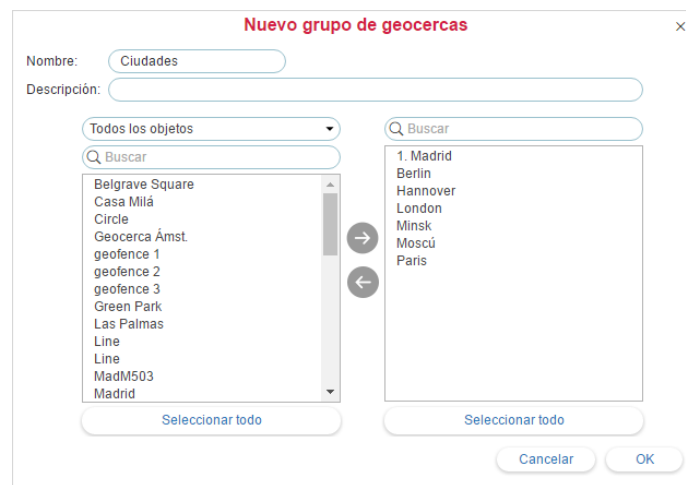 Nuevo grupo de geocercas
Nombre: Ciudades
Descripción:
Todos los objetos
Buscar
Belgrave Square
Casa Milá
Circle
Geocerca Ámst.
geofence 1
geofence 2
geofence 3
Green Park
Las Palmas
Line
Line
MadM503
Madrid
Seleccionar todo
Buscar
1. Madrid
Berlin
Hannover
London
Minsk
Moscú
Paris
Seleccionar todo
Cancelar
OK